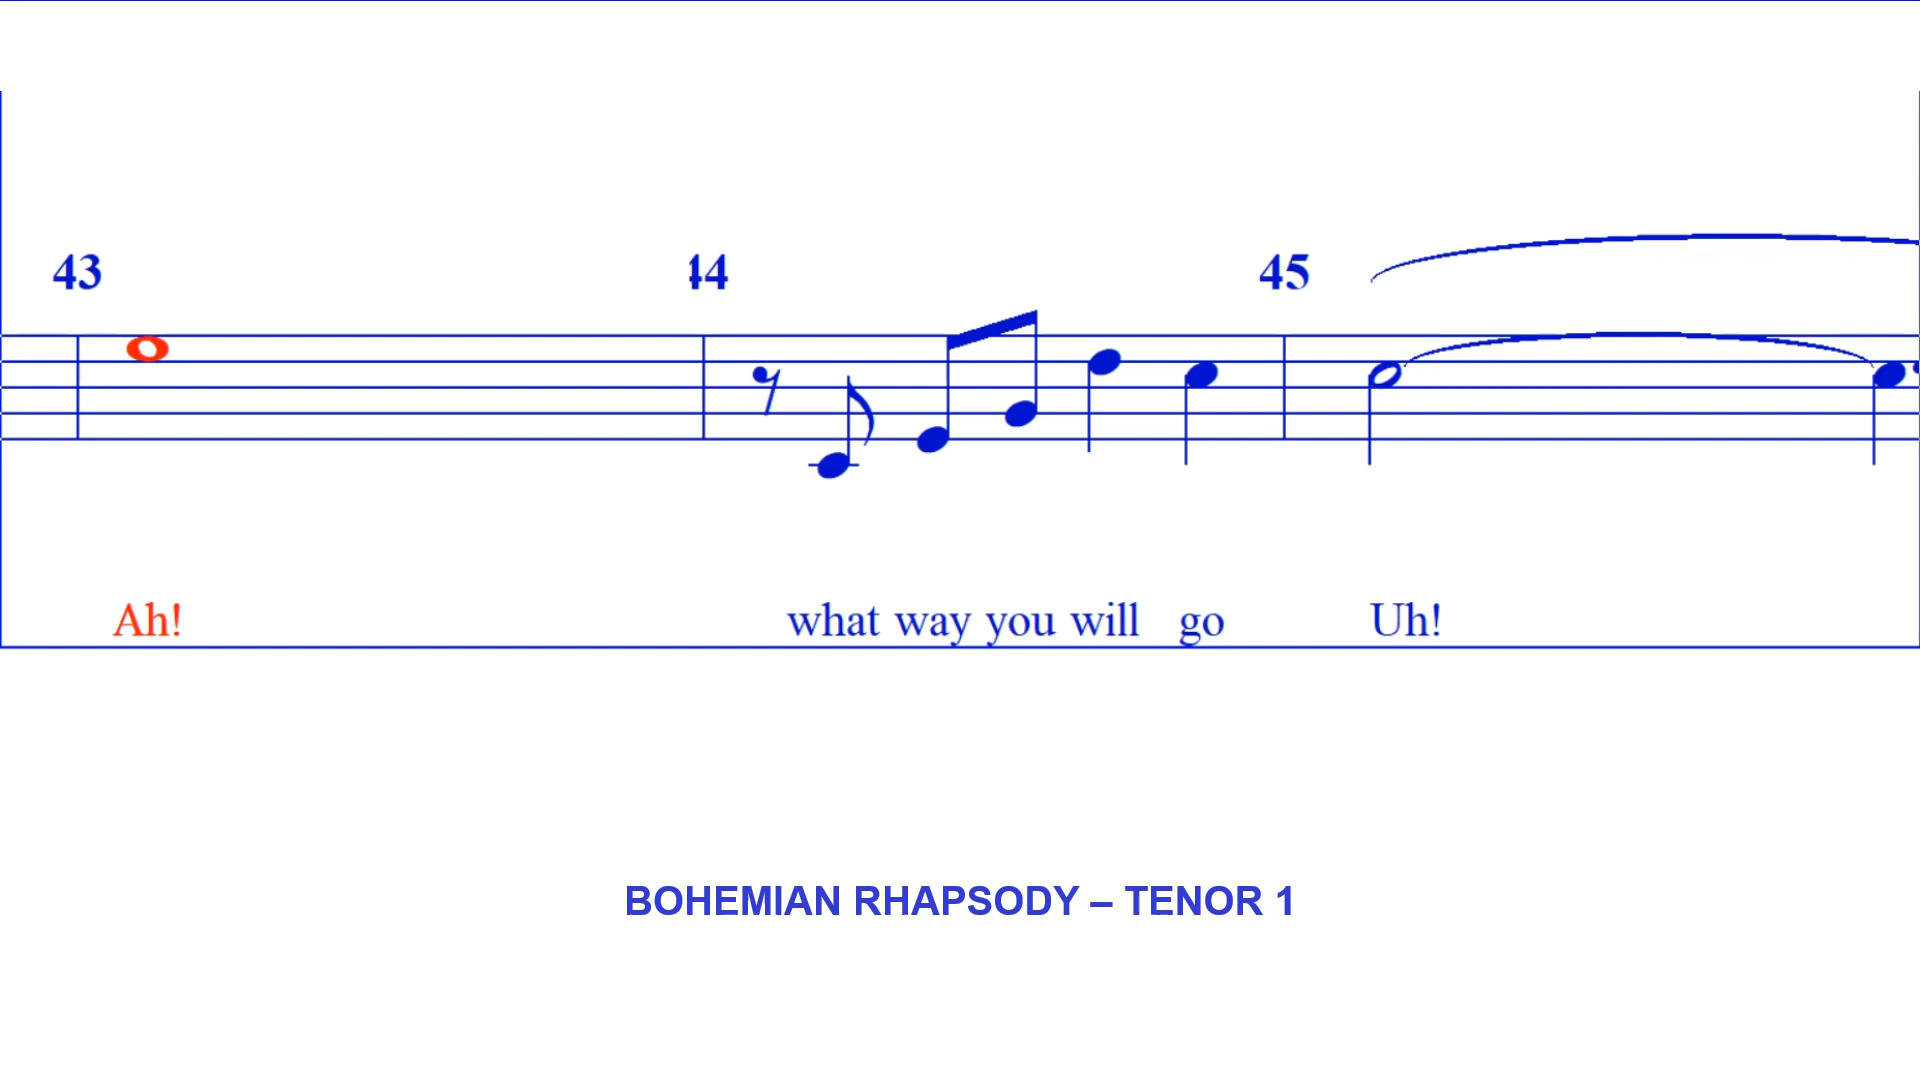 43 44 45
Ah! what way you will go Uh!
BOHEMIAN RHAPSODY – TENOR 1